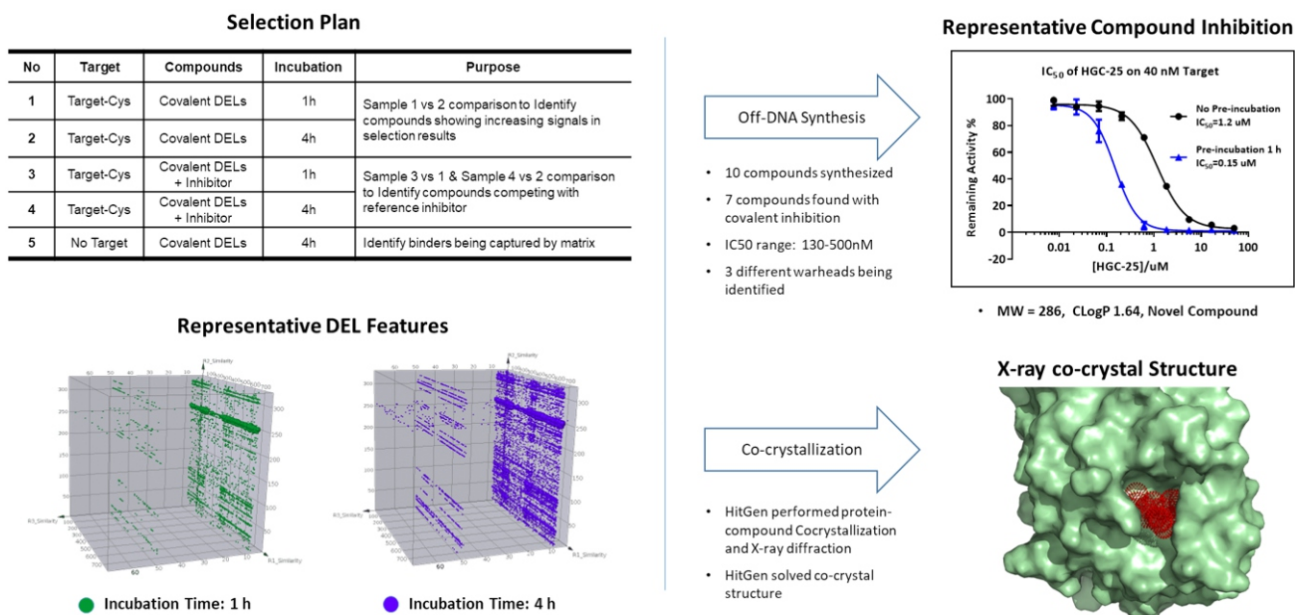 Selection Plan
No Target Compounds Incubation Purpose
1 Target-Cys Covalent DELs 1h
Sample 1 vs 2 comparison to Identify
compounds showing increasing signals in
selection results
2 Target-Cys Covalent DELs 4h
3 Target-Cys Covalent DELs
+ Inhibitor 1h
Sample 3 vs 1 & Sample 4 vs 2 comparison
to Identify compounds competing with
reference inhibitor
4 Target-Cys Covalent DELs
+ Inhibitor 4h
5 No Target Covalent DELs 4h Identify binders being captured by matrix
Representative DEL Features
R2_Similarity
R3_Similarity
R1_Similarity
Incubation Time: 1 h
R2_Similarity
R3_Similarity
R1_Similarity
Incubation Time: 4 h
Off-DNA Synthesis
• 10 compounds synthesized
• 7 compounds found with
covalent inhibition
• IC50 range: 130-500nM
• 3 different warheads being
identified
Co-crystallization
• HitGen performed protein-
compound Cocrystallization
and X-ray diffraction
• HitGen solved co-crystal
structure
Representative Compound Inhibition
IC50 of HGC-25 on 40 nM Target
Remaining Activity %
100
80
60
40
20
0
-20
0.01 0.1 1 10 100
[HGC-25]/uM
No Pre-incubation
IC50=1.2 uM
Pre-incubation 1 h
IC50=0.15 uM
• MW = 286, CLogP 1.64, Novel Compound
X-ray co-crystal Structure